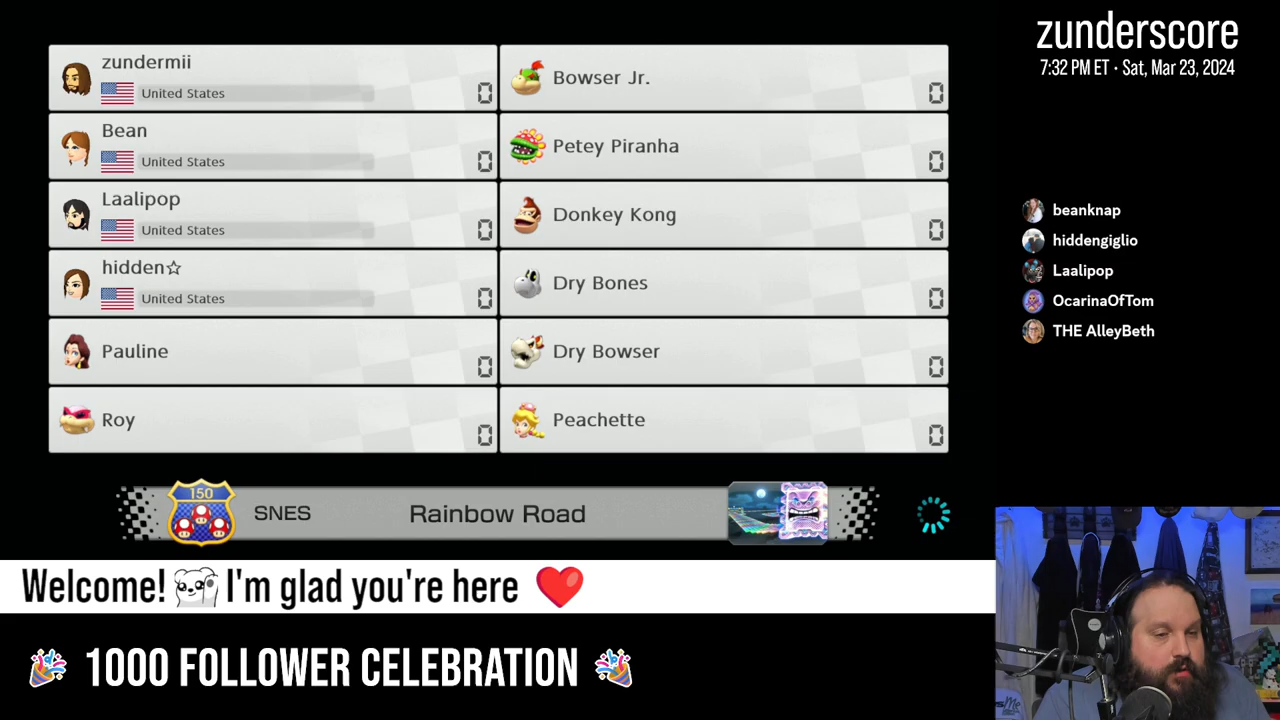 zundermii
United States
0
Bean
United States
0
Laalipop
United States
0
hidden☆
United States
0
Pauline
0
Roy
0
Bowser Jr.
0
Petey Piranha
0
Donkey Kong
0
Dry Bones
0
Dry Bowser
0
Peachette
0
150
SNES
Rainbow Road
Welcome! I'm glad you're here ❤️
🎉 1000 FOLLOWER CELEBRATION 🎉
zunderscore
7:32 PM ET · Sat, Mar 23, 2024
beanknap
hiddengiglio
Laalipop
OcarinaOfTom
THE AlleyBeth